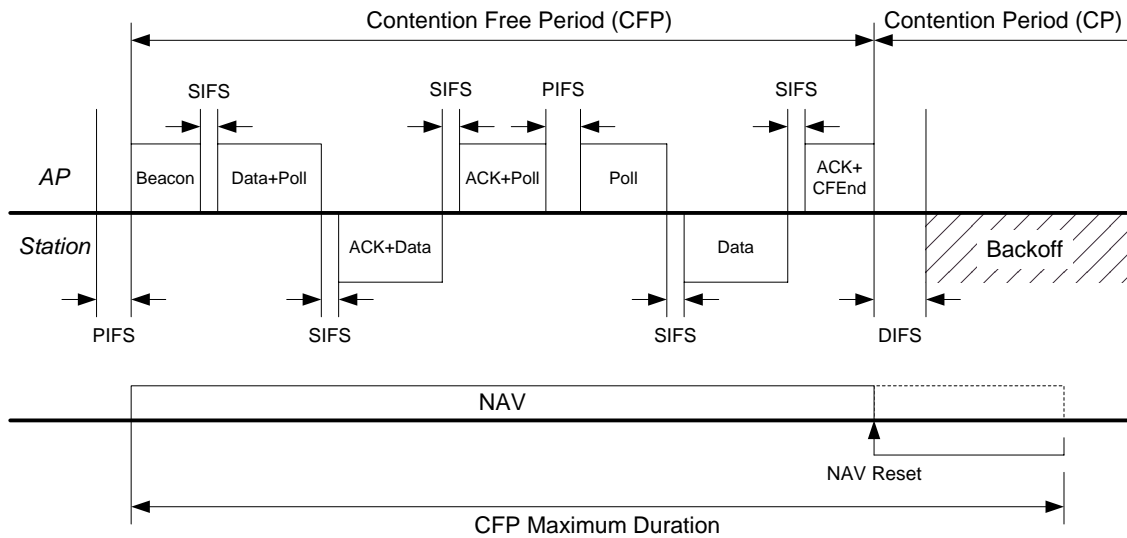 Contention Free Period (CFP)
Contention Period (CP)
SIFS
SIFS
PIFS
SIFS
AP
Beacon
Data+Poll
ACK+Poll
Poll
ACK+
CFEnd
Station
ACK+Data
Data
Backoff
PIFS
SIFS
SIFS
DIFS
NAV
NAV Reset
CFP Maximum Duration